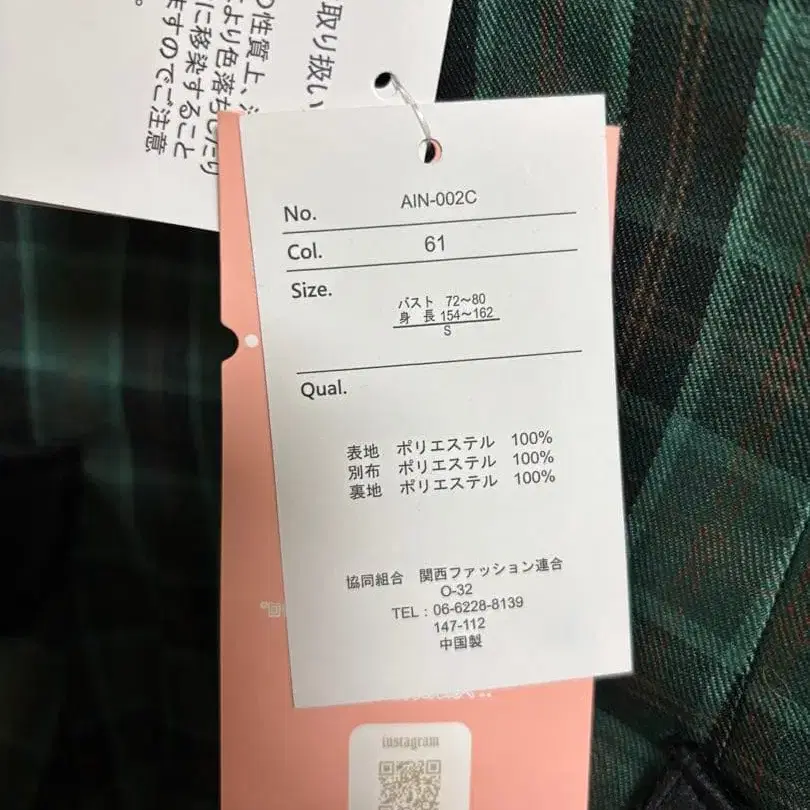 取り扱い
の性質上、
より色落ちしたり
に移染すること
ますのでご注意
。
No. AIN-002C
Col. 61
Size.
バスト 72～80
身 長 154～162
S
Qual.
表地 ポリエステル 100%
別布 ポリエステル 100%
裏地 ポリエステル 100%
協同組合 関西ファッション連合
O-32
TEL：06-6228-8139
147-112
中国製
instagram